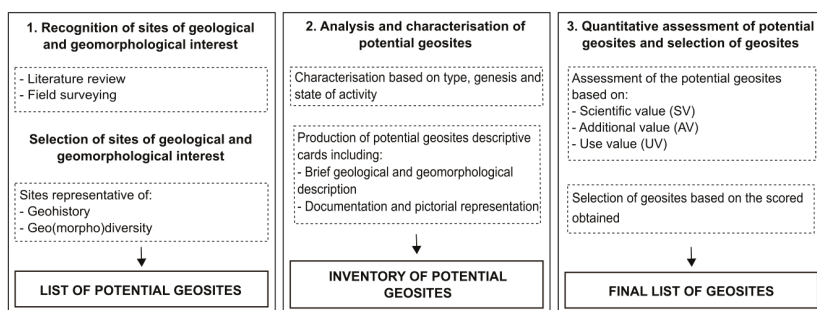 1. Recognition of sites of geological
and geomorphological interest
- Literature review
- Field surveying
Selection of sites of geological and
geomorphological interest
Sites representative of:
- Geohistory
- Geo(morpho)diversity
LIST OF POTENTIAL GEOSITES
2. Analysis and characterisation of
potential geosites
Characterisation based on type, genesis and
state of activity
Production of potential geosites descriptive
cards including:
- Brief geological and geomorphological
description
- Documentation and pictorial representation
INVENTORY OF POTENTIAL
GEOSITES
3. Quantitative assessment of potential
geosites and selection of geosites
Assessment of the potential geosites
based on:
- Scientific value (SV)
- Additional value (AV)
- Use value (UV)
Selection of geosites based on the scored
obtained
FINAL LIST OF GEOSITES